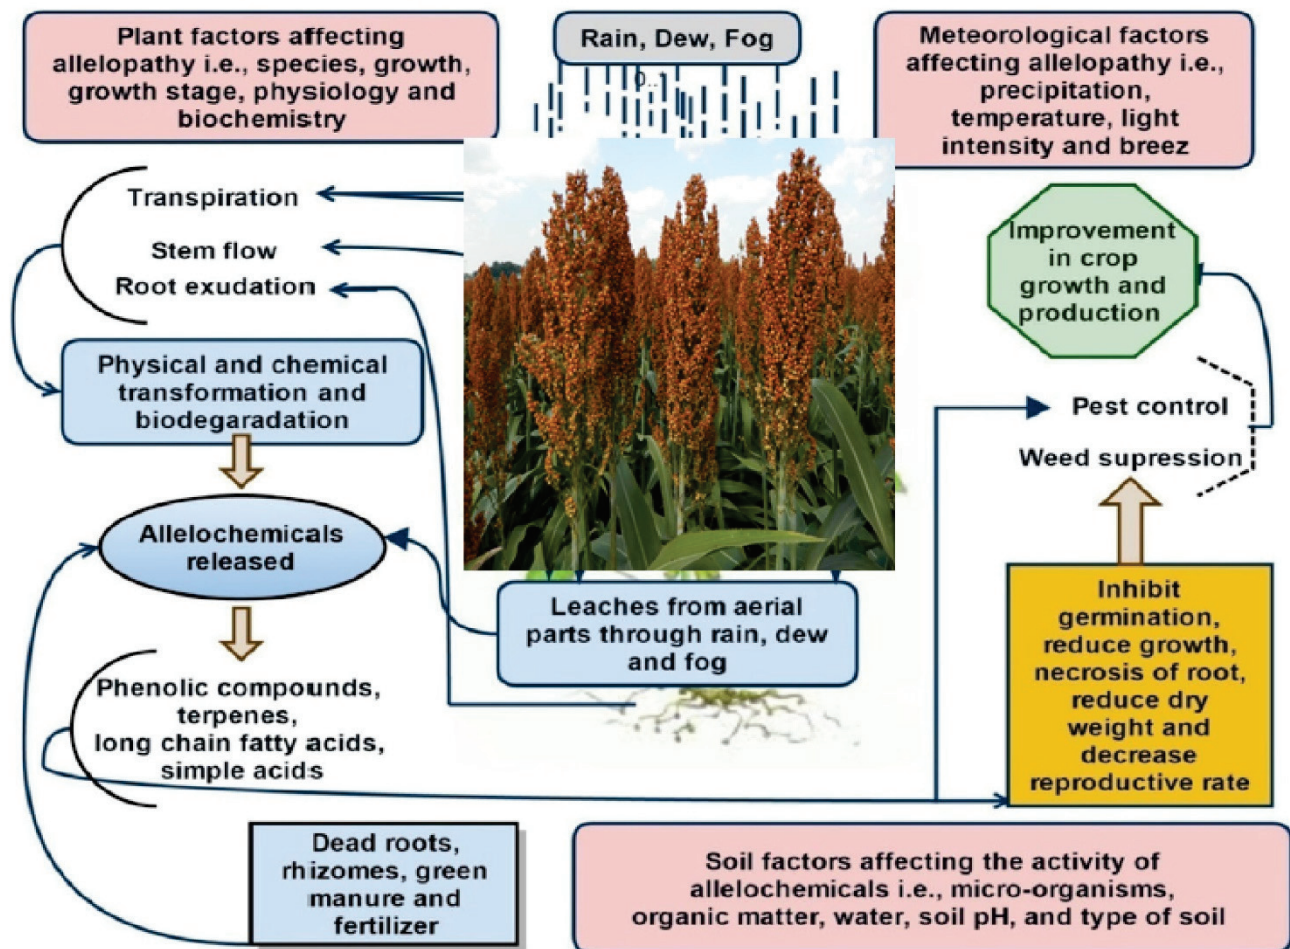 Plant factors affecting
allelopathy i.e., species, growth,
growth stage, physiology and
biochemistry
Rain, Dew, Fog
0..
Meteorological factors
affecting allelopathy i.e.,
precipitation,
temperature, light
intensity and breez
Transpiration
Stem flow
Root exudation
Physical and chemical
transformation and
biodegaradation
Allelochemicals
released
Phenolic compounds,
terpenes,
long chain fatty acids,
simple acids
Dead roots,
rhizomes, green
manure and
fertilizer
Leaches from aerial
parts through rain, dew
and fog
Improvement
in crop
growth and
production
Pest control
Weed supression
Inhibit
germination,
reduce growth,
necrosis of root,
reduce dry
weight and
decrease
reproductive rate
Soil factors affecting the activity of
allelochemicals i.e., micro-organisms,
organic matter, water, soil pH, and type of soil